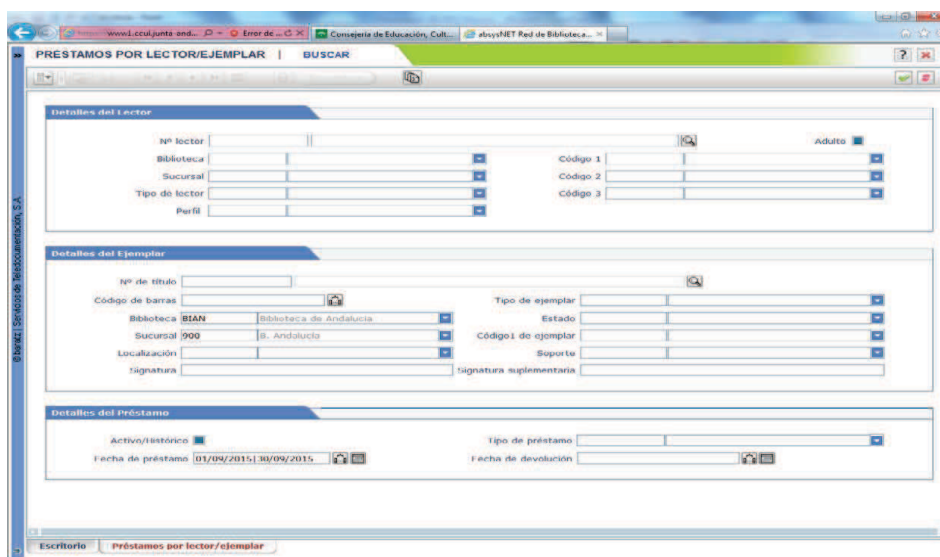 www1.ccul.junta-and... Error de ... Consejería de Educación, Cult... absysNET Red de Biblioteca...
PRESTAMOS POR LECTOR/EJEMPLAR | BUSCAR
Detalles del Lector
Nº lector Adulto
Biblioteca Código 1
Sucursal Código 2
Tipo de lector Código 3
Perfil
Detalles del Ejemplar
Nº de título
Código de barras Tipo de ejemplar
Biblioteca BIAN Biblioteca de Andalucía Estado
Sucursal 900 B. Andalucía Código1 de ejemplar
Localización Soporte
Signatura Signatura suplementaria
Detalles del Préstamo
Activo/Histórico Tipo de préstamo
Fecha de préstamo 01/09/2015|30/09/2015 Fecha de devolución
© baratz | Servicios de Teledocumentación, S.A.
Escritorio Préstamos por lector/ejemplar